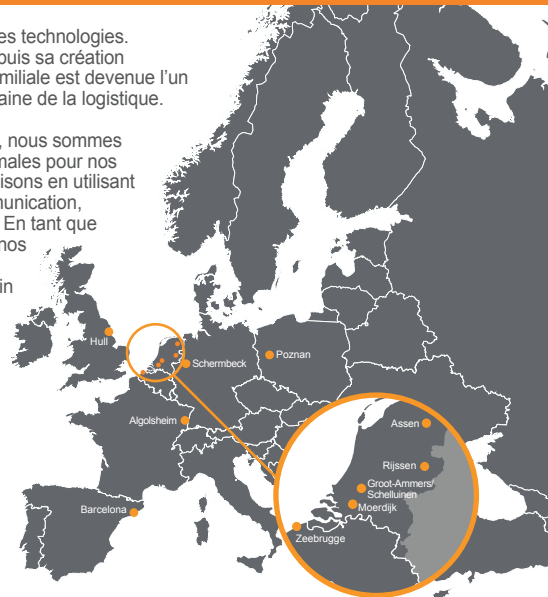 es technologies.
puis sa création
miliale est devenue l’un
aine de la logistique.
, nous sommes
males pour nos
isons en utilisant
munication,
. En tant que
nos
in
Hull
Schermbeck
Poznan
Algolsheim
Barcelona
Assen
Rijssen
Groot-Ammers/
Schelluinen
Moerdijk
Zeebrugge